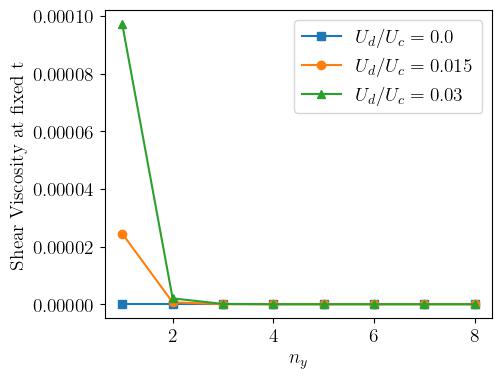 0.00010
0.00008
0.00006
0.00004
0.00002
0.00000
Shear Viscosity at fixed t
U_d/U_c = 0.0
U_d/U_c = 0.015
U_d/U_c = 0.03
2 4 6 8
n_y